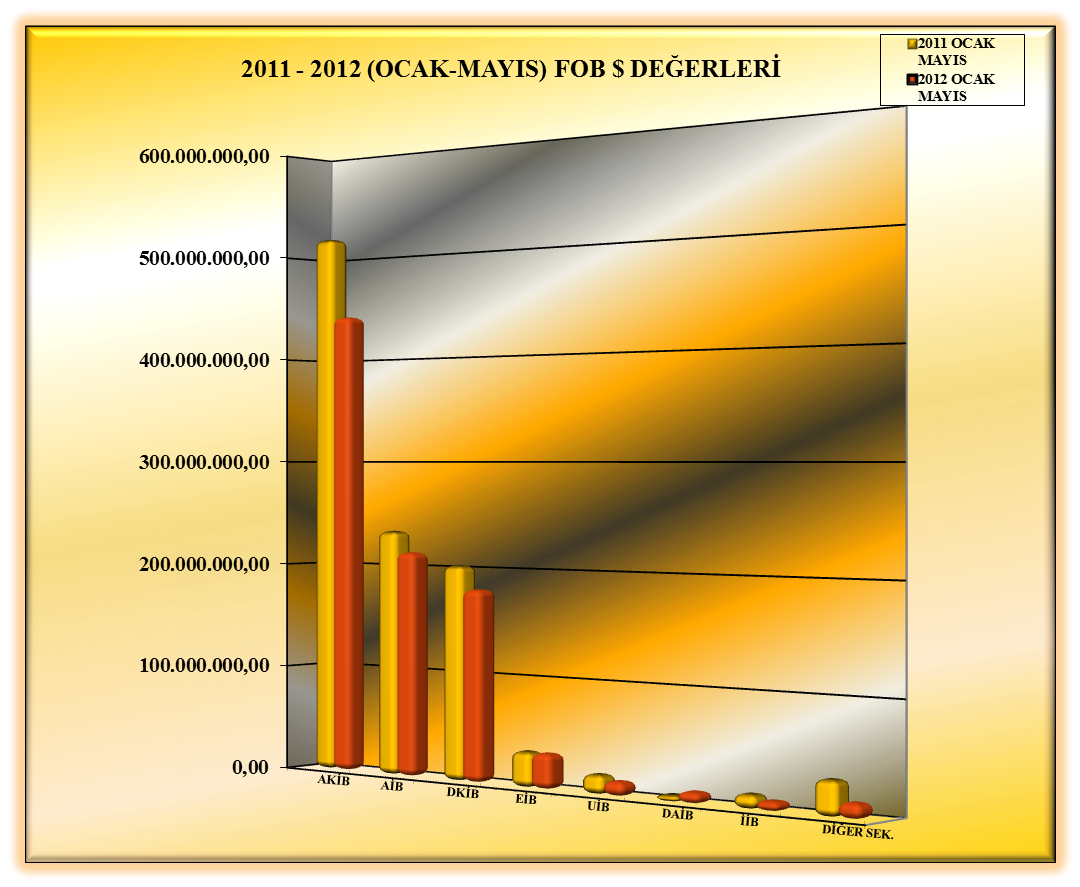 2011 - 2012 (OCAK-MAYIS) FOB $ DEĞERLERİ
2011 OCAK
MAYIS
2012 OCAK
MAYIS
600.000.000,00
500.000.000,00
400.000.000,00
300.000.000,00
200.000.000,00
100.000.000,00
0,00
AKİB
AİB
DKİB
EİB
UİB
DAİB
İİB
DİĞER SEK.